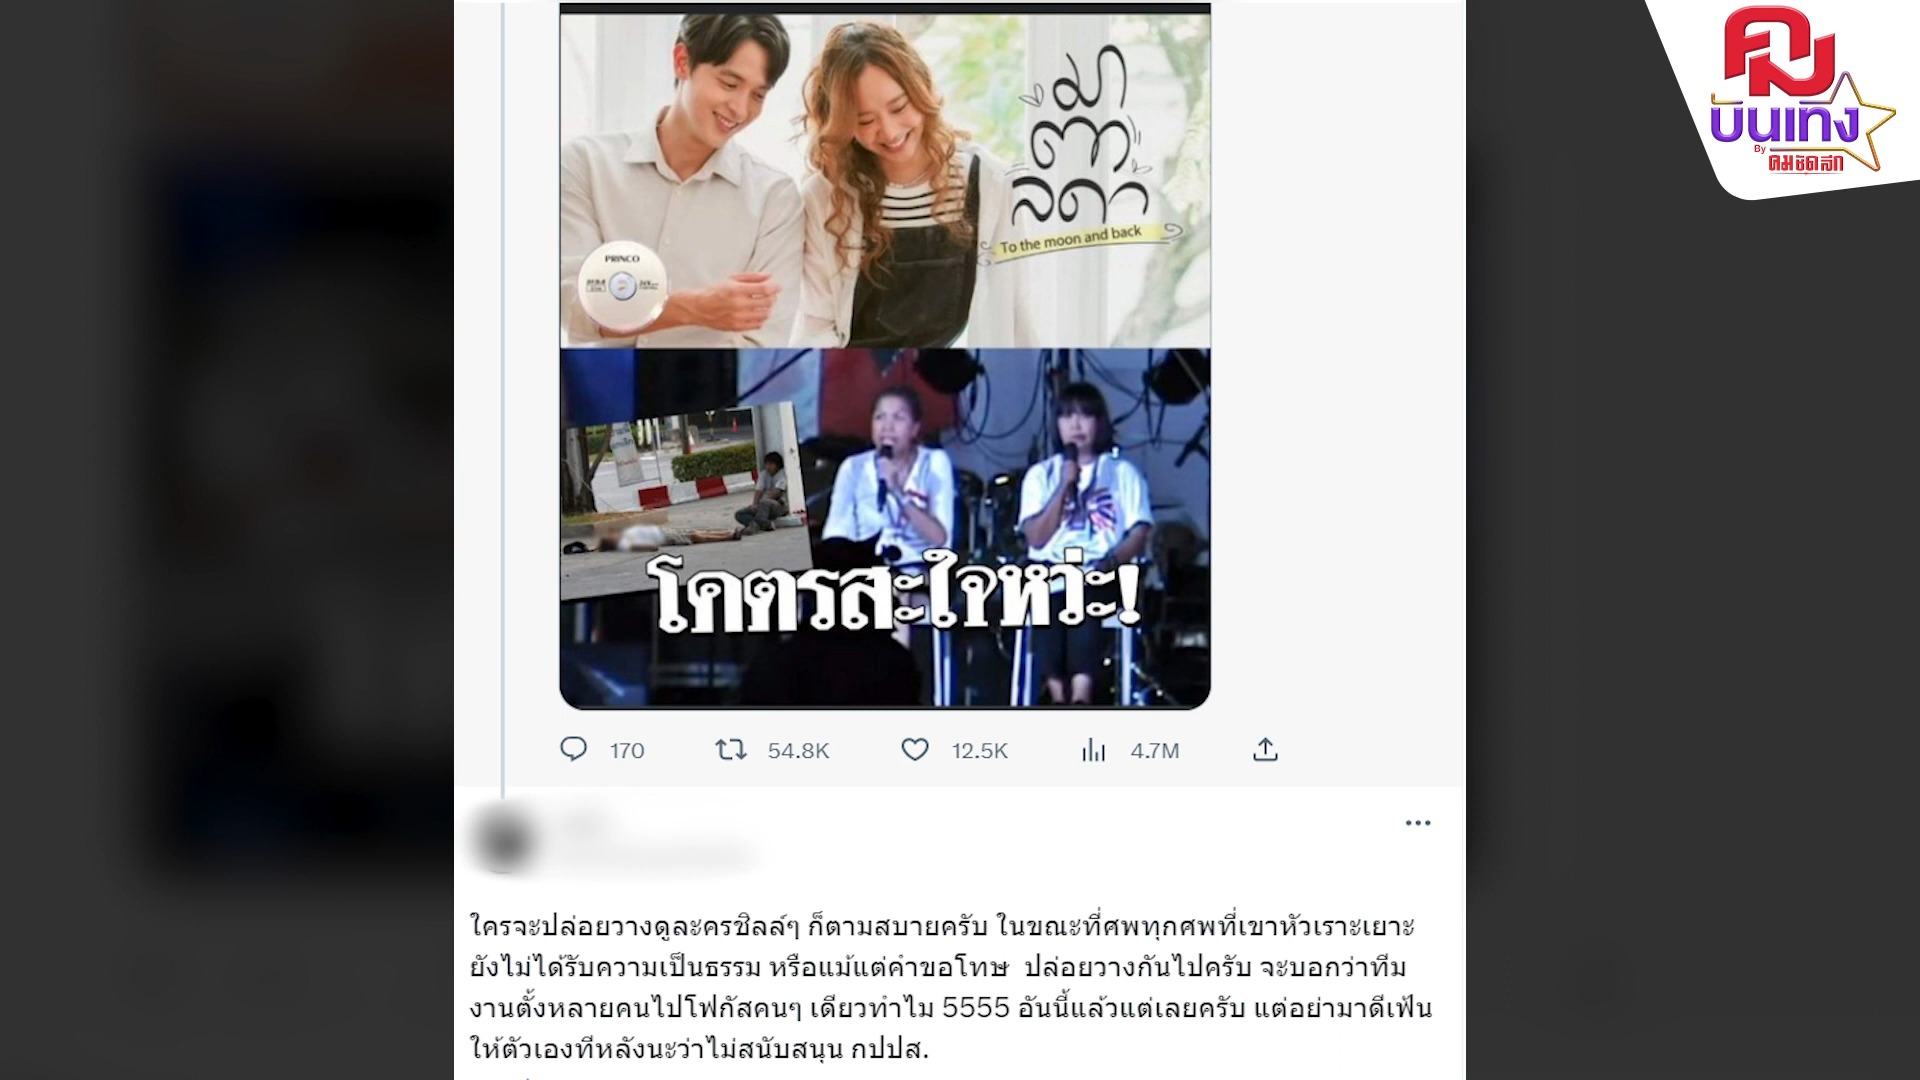 คม
บันเทิง
By
คมชัดลึก
มาตาลดา
To the moon and back
PRINCO
โคตรสะใจหว่ะ!
170 54.8K 12.5K 4.7M
ใครจะปล่อยวางดูละครชิลล์ๆ ก็ตามสบายครับ ในขณะที่ศพทุกศพที่เขาหัวเราะเยาะ
ยังไม่ได้รับความเป็นธรรม หรือแม้แต่คำขอโทษ ปล่อยวางกันไปครับ จะบอกว่าทีม
งานตั้งหลายคนไปโฟกัสคนๆ เดียวทำไม 5555 อันนี้แล้วแต่เลยครับ แต่อย่ามาดีเฟ้น
ให้ตัวเองทีหลังนะว่าไม่สนับสนุน กปปส.